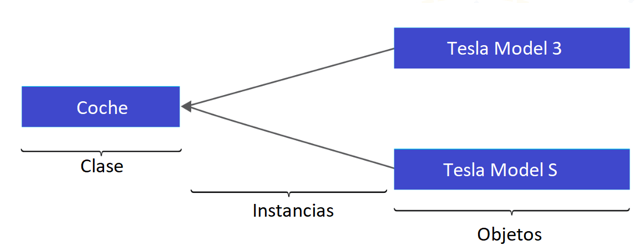 Tesla Model 3
Coche
Tesla Model S
Clase
Instancias
Objetos